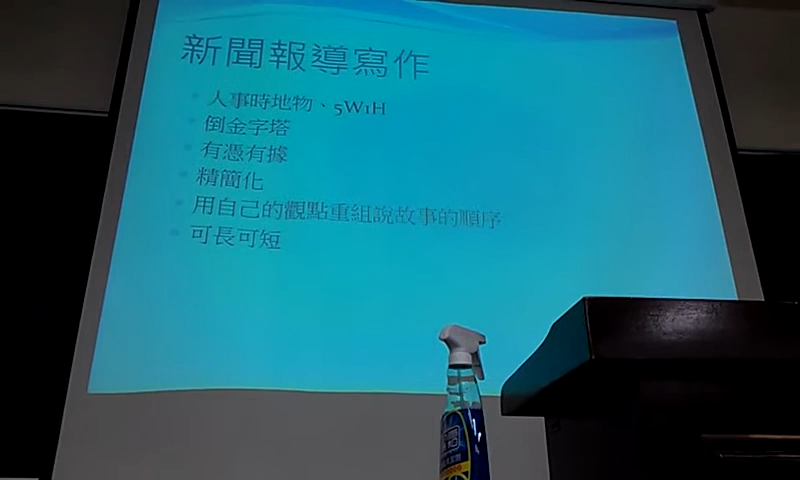 新聞報導寫作
人事時地物、5W1H
倒金字塔
有憑有據
精簡化
用自己的觀點重組說故事的順序
可長可短